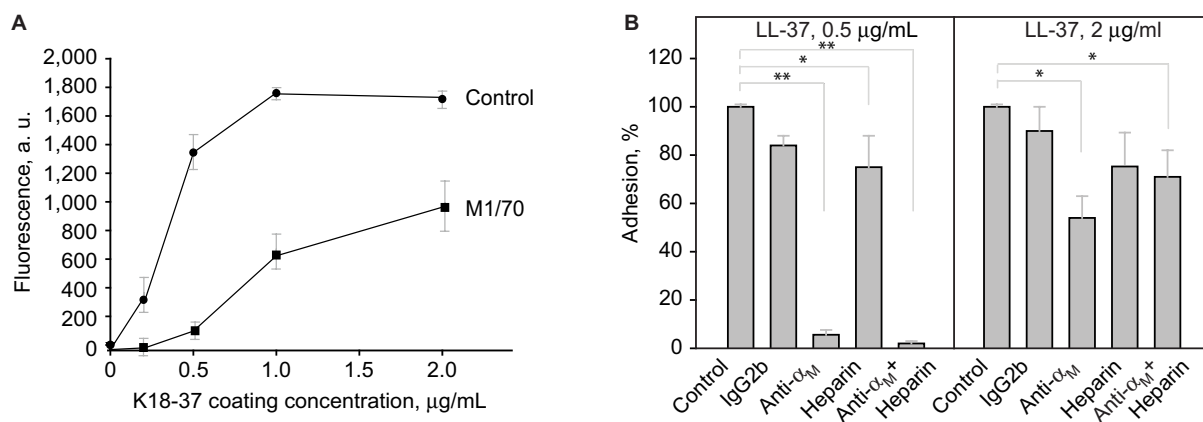 A
2,000
1,800
1,600
1,400
1,200
1,000
800
600
400
200
0
Fluorescence, a. u.
Control
M1/70
0 0.5 1.0 1.5 2.0
K18-37 coating concentration, μg/mL
B
LL-37, 0.5 μg/mL
LL-37, 2 μg/ml
**
*
**
*
*
120
100
80
60
40
20
0
Adhesion, %
Control
IgG2b
Anti-αM
Heparin
Anti-αM+
Heparin
Control
IgG2b
Anti-αM
Heparin
Anti-αM+
Heparin